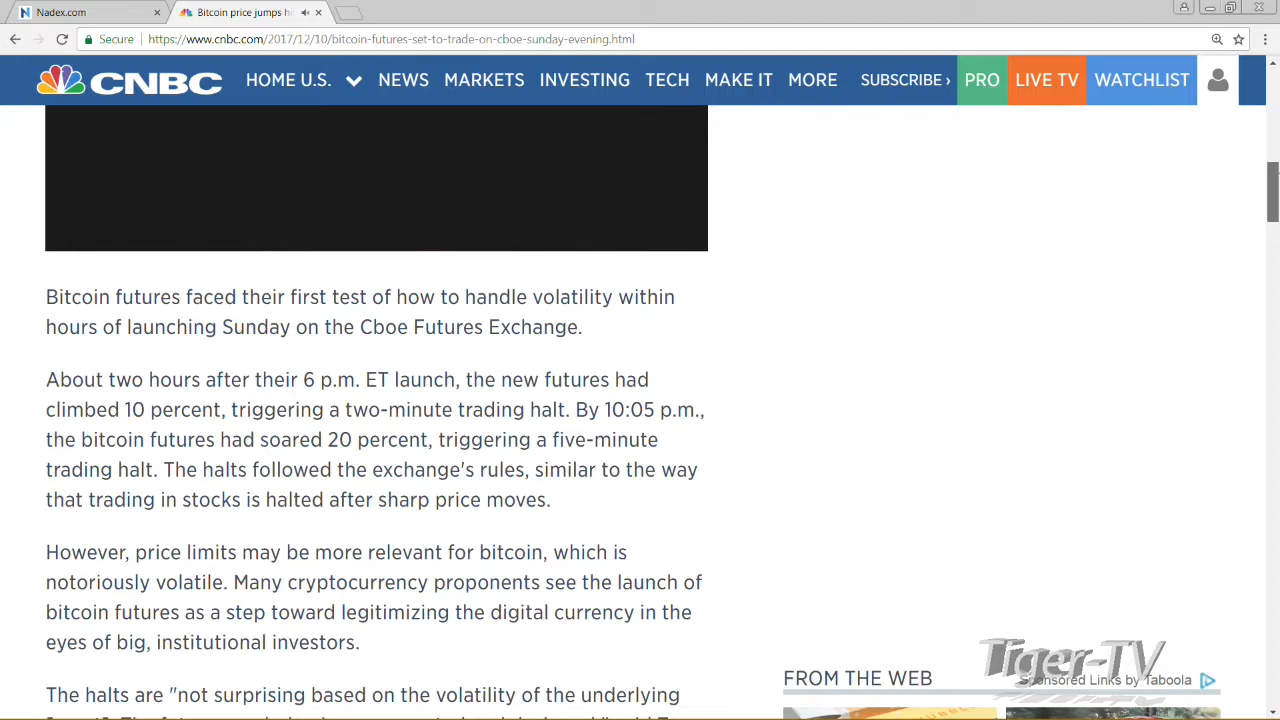 Nadex.com
Bitcoin price jumps hi
Secure https://www.cnbc.com/2017/12/10/bitcoin-futures-set-to-trade-on-cboe-sunday-evening.html
CNBC HOME U.S. NEWS MARKETS INVESTING TECH MAKE IT MORE SUBSCRIBE › PRO LIVE TV WATCHLIST
Bitcoin futures faced their first test of how to handle volatility within
hours of launching Sunday on the Cboe Futures Exchange.
About two hours after their 6 p.m. ET launch, the new futures had
climbed 10 percent, triggering a two-minute trading halt. By 10:05 p.m.,
the bitcoin futures had soared 20 percent, triggering a five-minute
trading halt. The halts followed the exchange's rules, similar to the way
that trading in stocks is halted after sharp price moves.
However, price limits may be more relevant for bitcoin, which is
notoriously volatile. Many cryptocurrency proponents see the launch of
bitcoin futures as a step toward legitimizing the digital currency in the
eyes of big, institutional investors.
The halts are "not surprising based on the volatility of the underlying
FROM THE WEB
Tiger-TV
Sponsored Links by Taboola